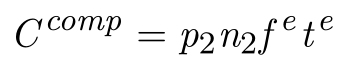 C^{comp} = p_2 n_2 f^e t^e